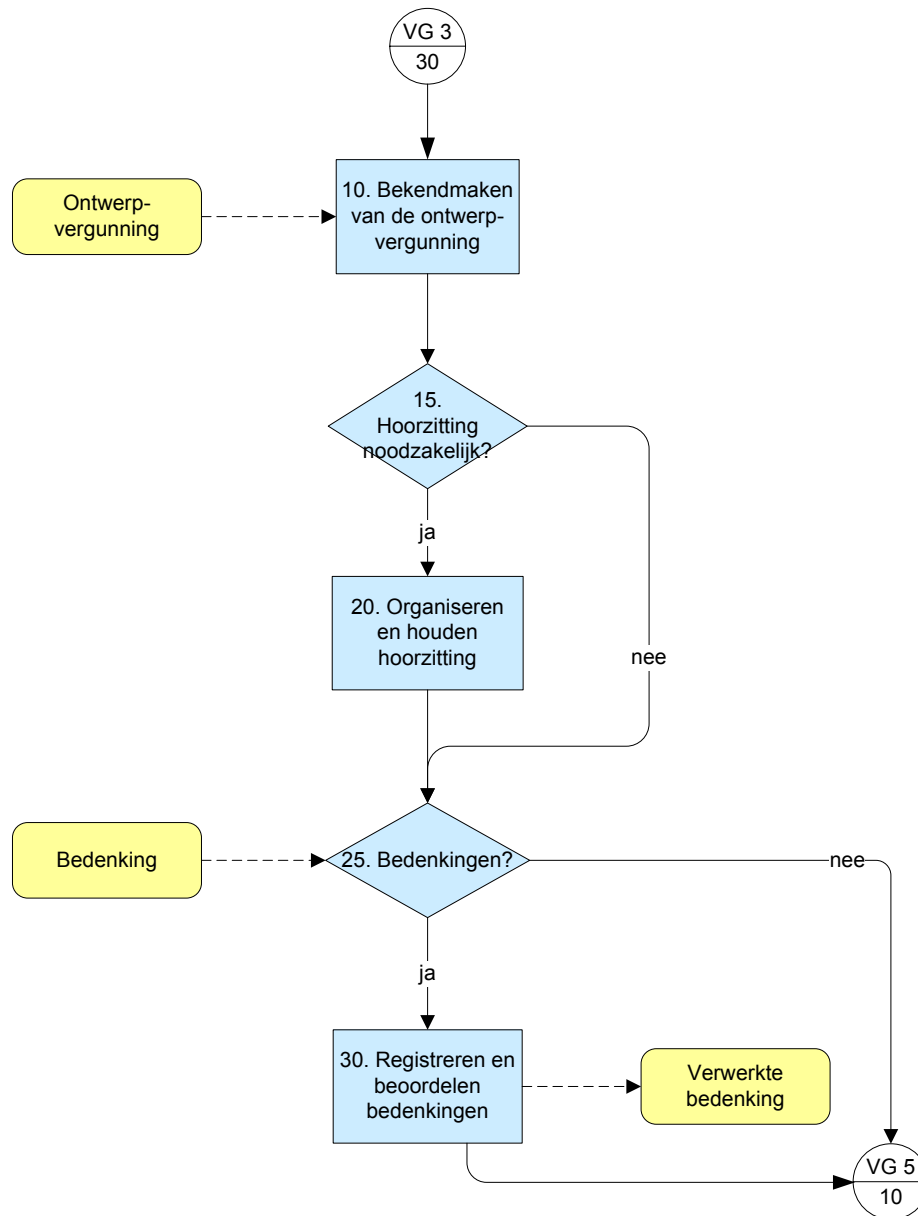 VG 3
30
10. Bekendmaken
van de ontwerp-
vergunning
Ontwerp-
vergunning
15.
Hoorzitting
noodzakelijk?
ja
20. Organiseren
en houden
hoorzitting
nee
Bedenking
25. Bedenkingen?
nee
ja
30. Registreren en
beoordelen
bedenkingen
Verwerkte
bedenking
VG 5
10